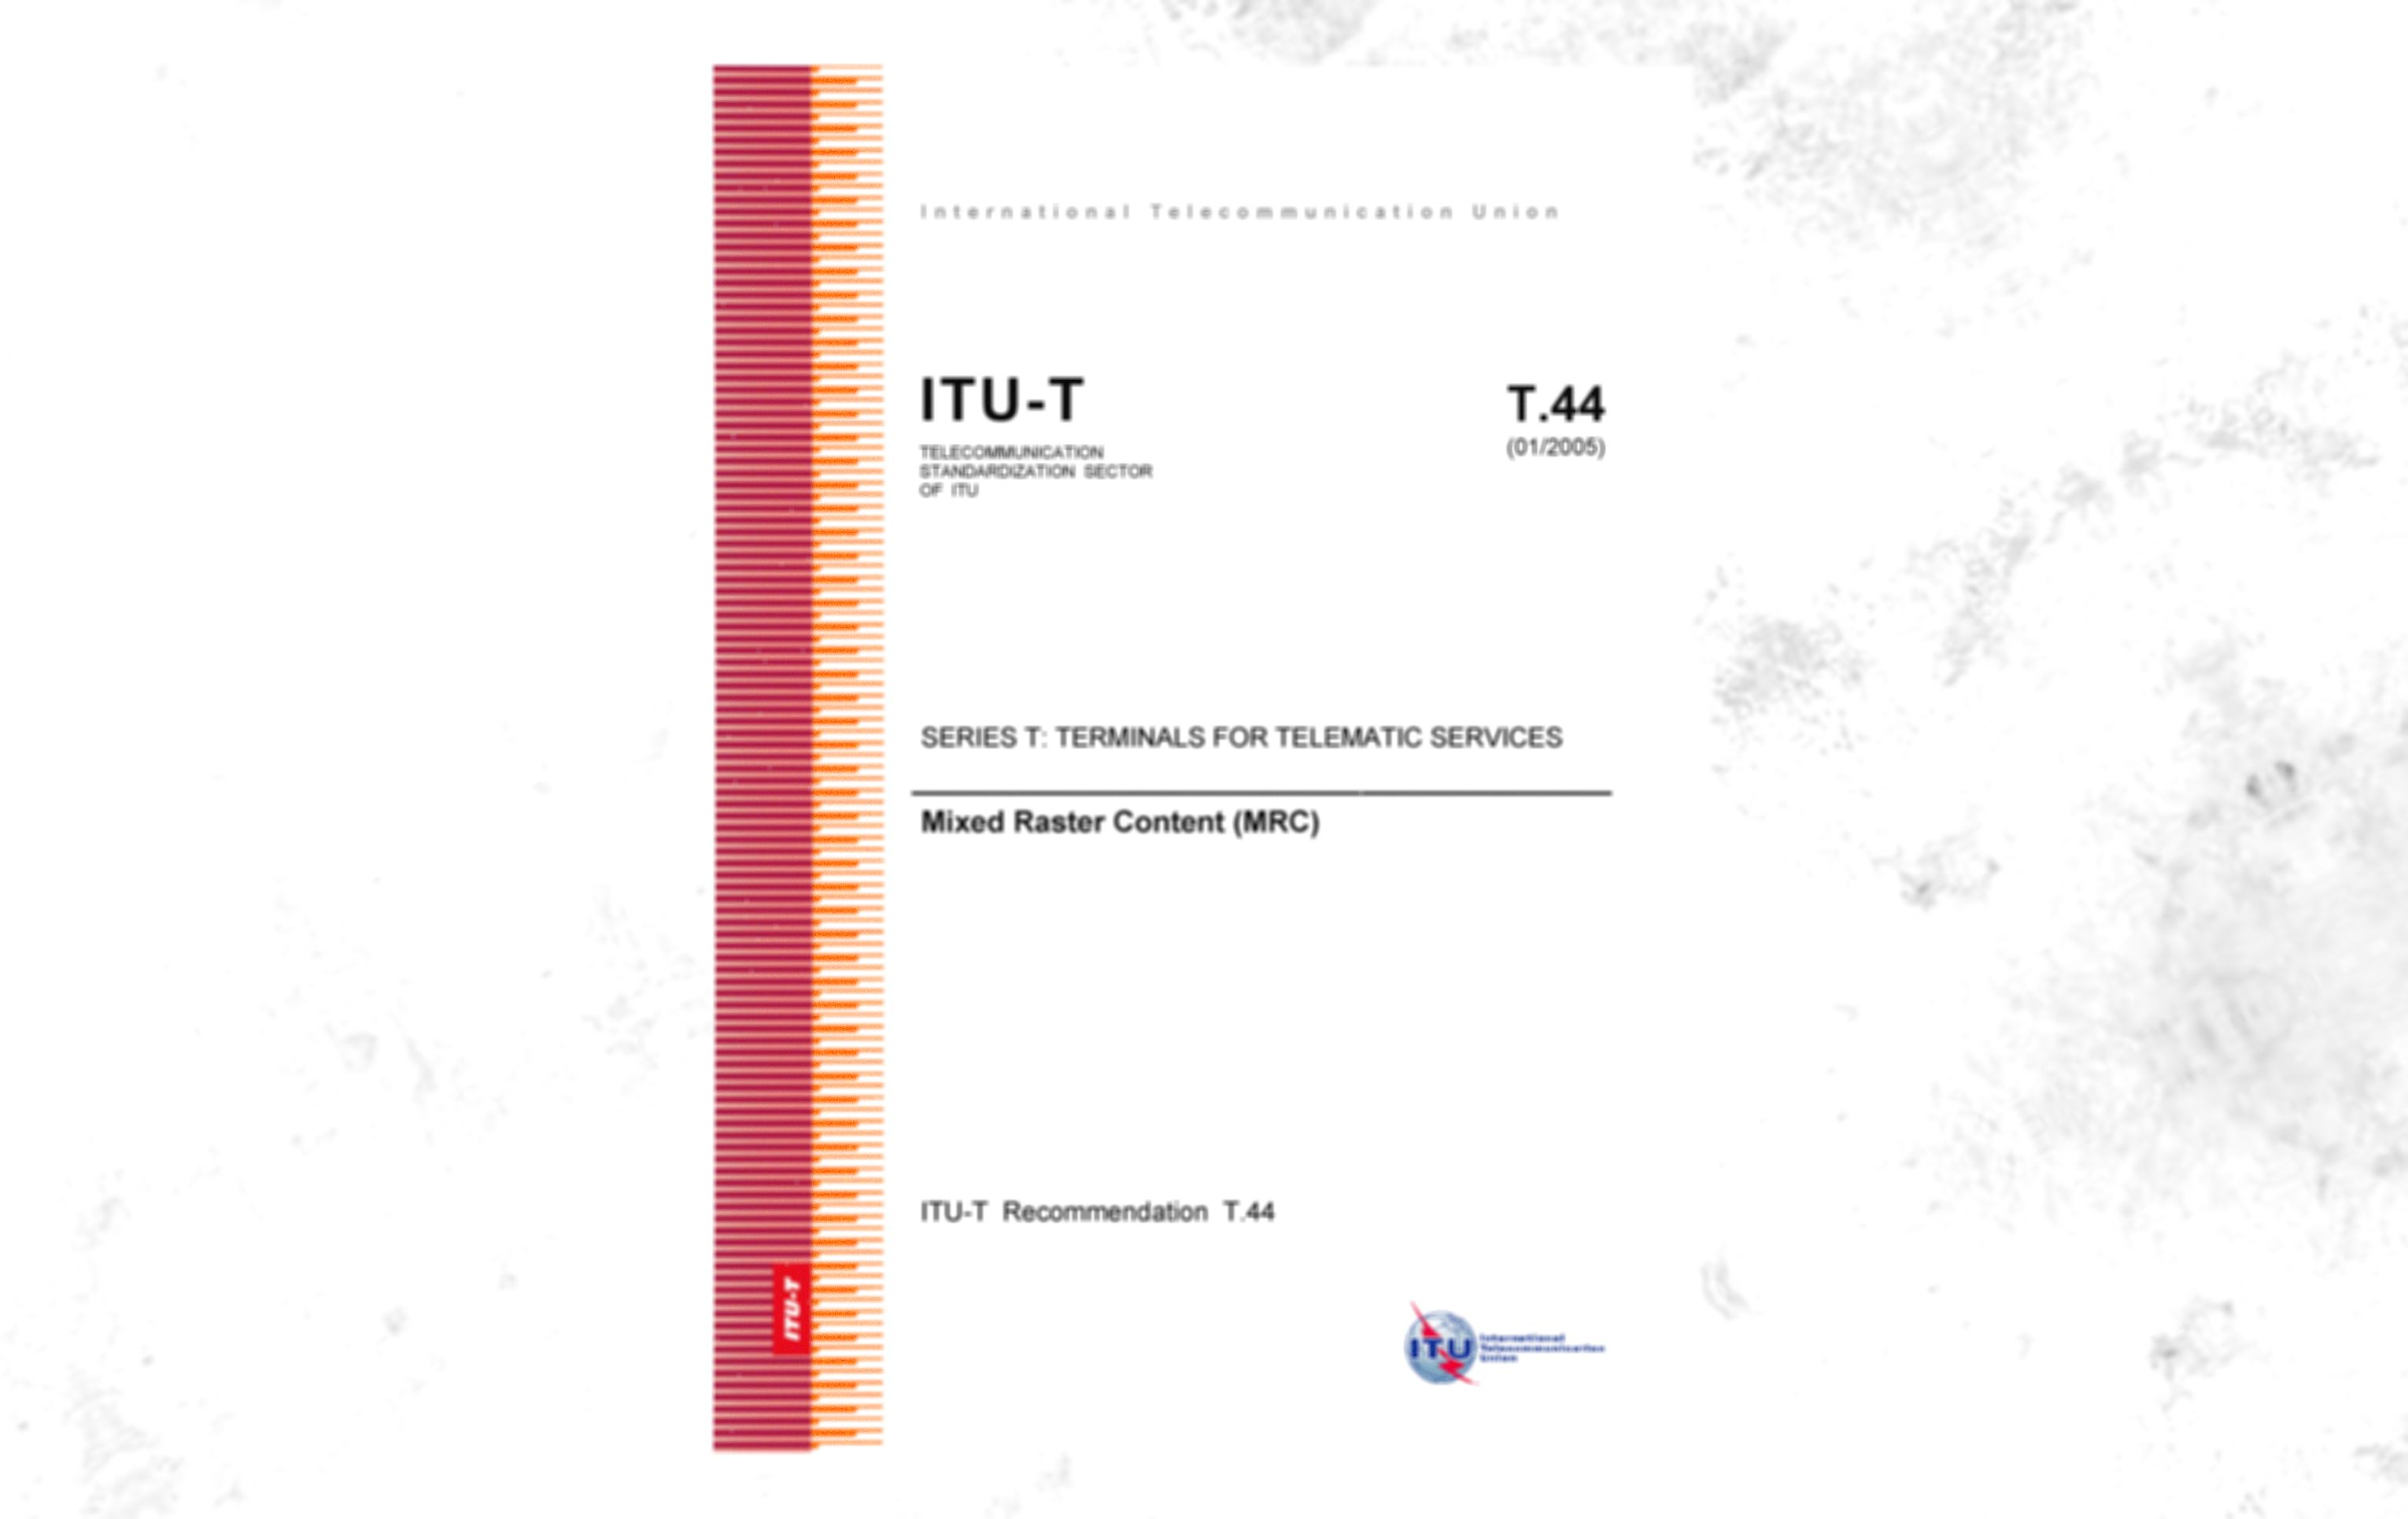 International Telecommunication Union
ITU-T
T.44
TELECOMMUNICATION
STANDARDIZATION SECTOR
OF ITU
(01/2005)
SERIES T: TERMINALS FOR TELEMATIC SERVICES
Mixed Raster Content (MRC)
ITU-T Recommendation T.44
ITU-T
ITU
International
Telecommunication
Union